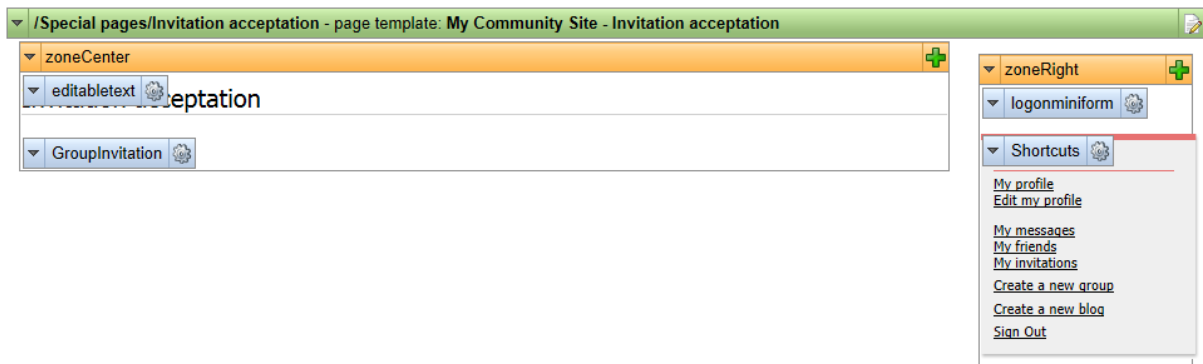 /Special pages/Invitation acceptation - page template: My Community Site - Invitation acceptation
zoneCenter
editabletext
acceptation
GroupInvitation
zoneRight
logonminiform
Shortcuts
My profile
Edit my profile
My messages
My friends
My invitations
Create a new group
Create a new blog
Sign Out